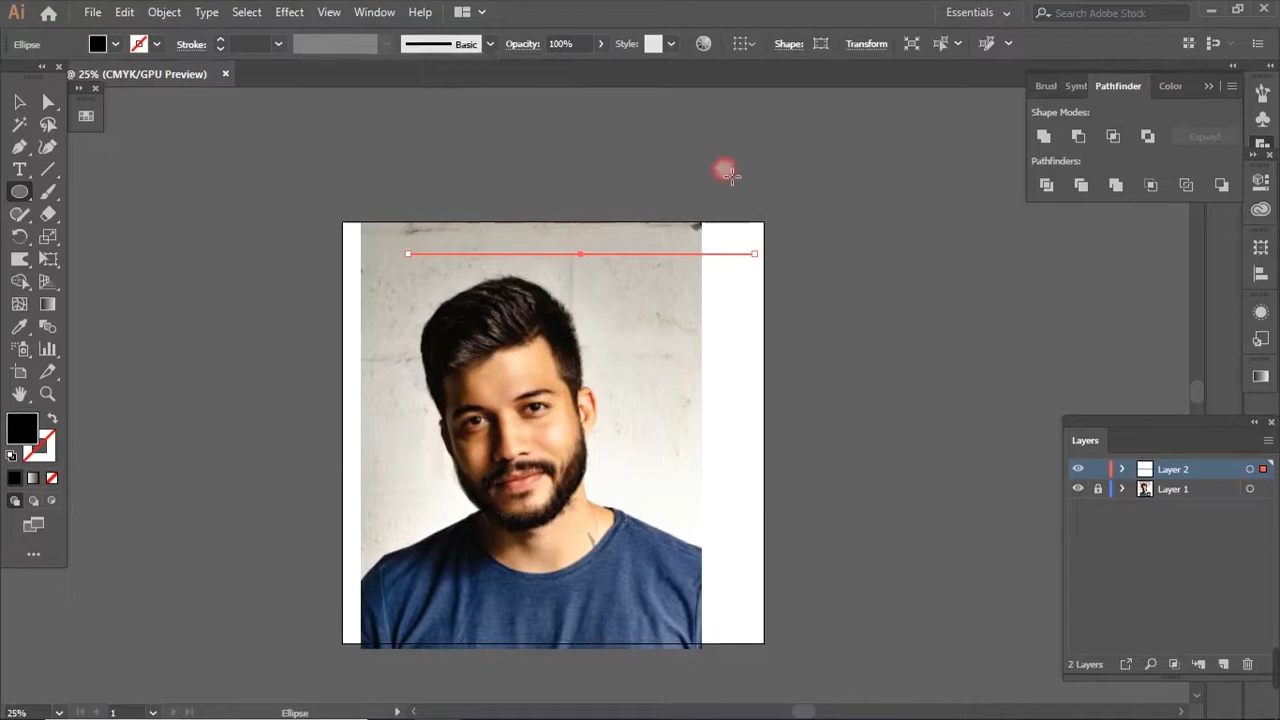 Ai File Edit Object Type Select Effect View Window Help Essentials Search Adobe Stock
Ellipse Stroke: Basic Opacity: 100% Style: Shape: Transform
@ 25% (CMYK/GPU Preview)
Brusl Symb Pathfinder Color
Shape Modes:
Expand
Pathfinders:
Layers
Layer 2
Layer 1
2 Layers
25% 1 Ellipse